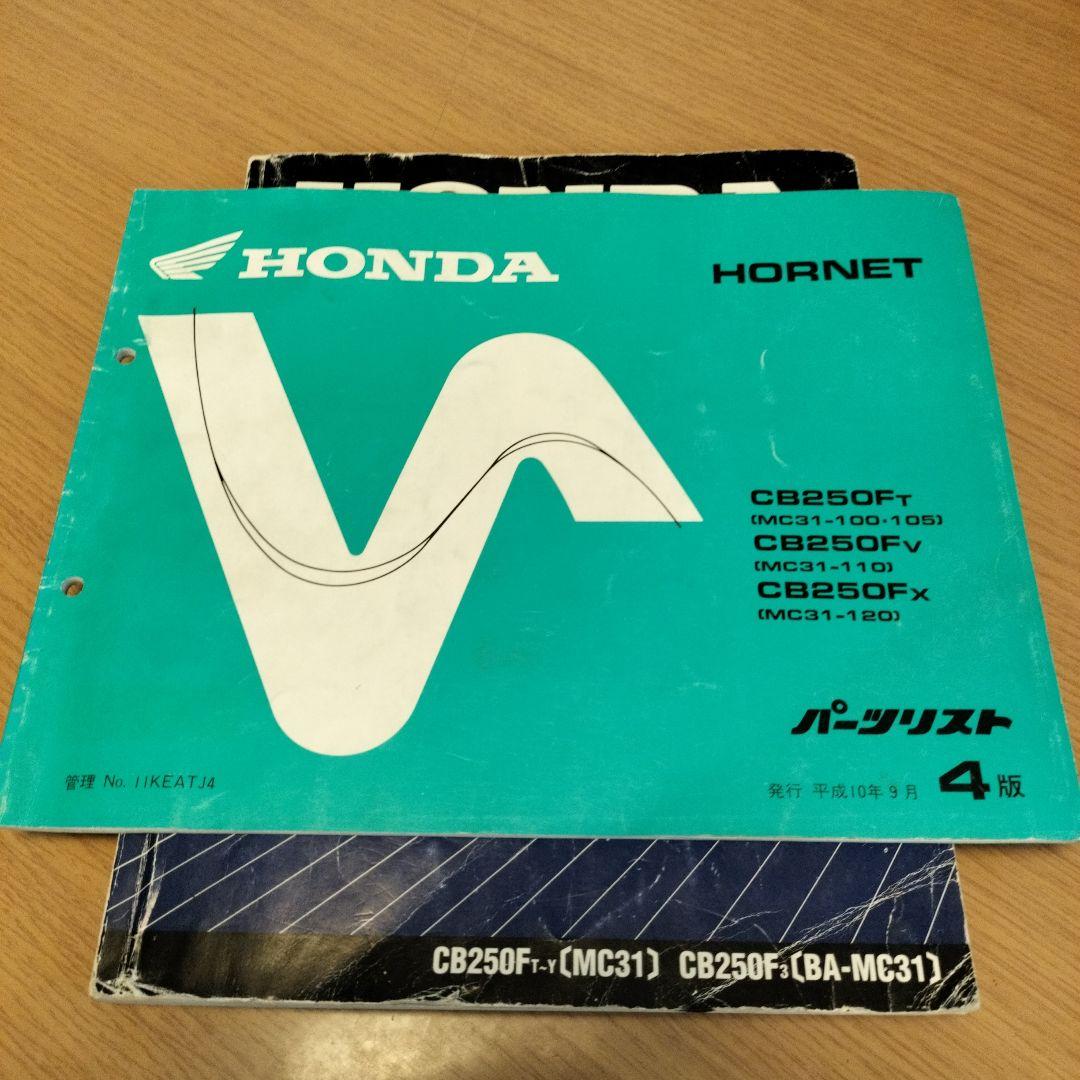 HONDA
HONDA
HORNET
CB250FT
(MC31-100·105)
CB250FV
(MC31-110)
CB250FX
(MC31-120)
パーツリスト
管理 No. 11KEATJ4
発行 平成10年9月 4版
CB250FT~Y〔MC31〕 CB250F3〔BA-MC31〕